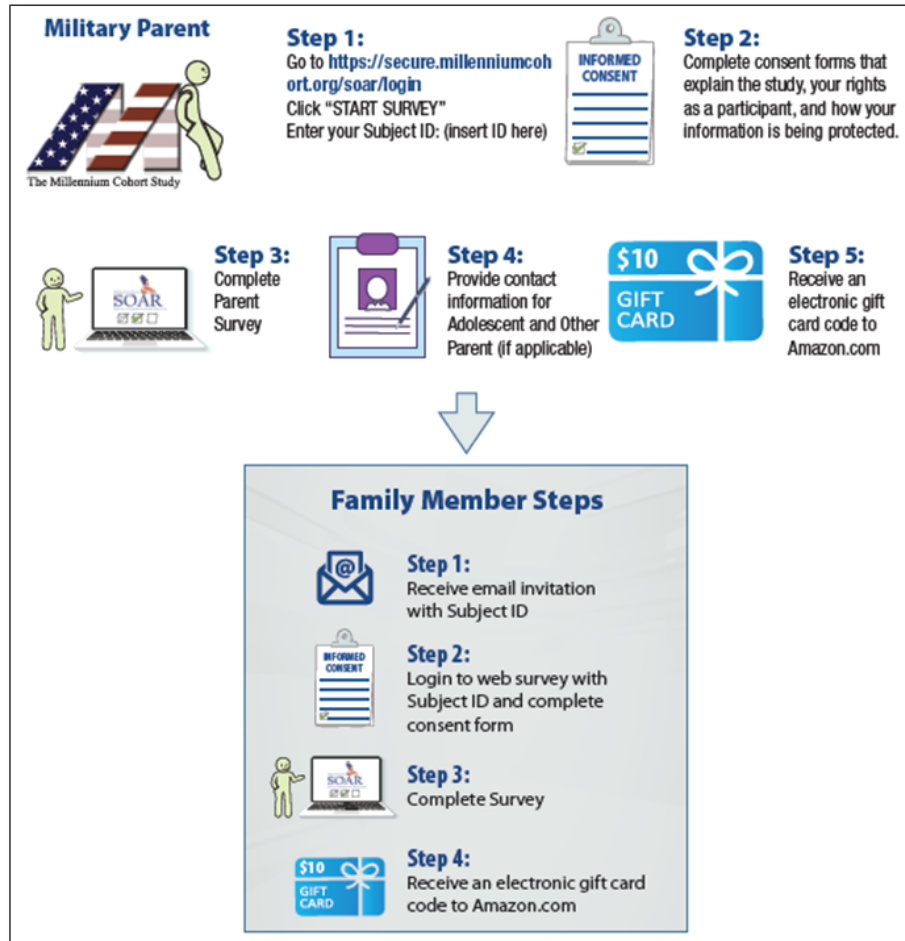 Military Parent
The Millennium Cohort Study
Step 1:
Go to https://secure.millenniumcoh
ort.org/soar/login
Click “START SURVEY”
Enter your Subject ID: (insert ID here)
INFORMED
CONSENT
Step 2:
Complete consent forms that
explain the study, your rights
as a participant, and how your
information is being protected.
SOAR
Step 3:
Complete
Parent
Survey
Step 4:
Provide contact
information for
Adolescent and Other
Parent (if applicable)
$10
GIFT
CARD
Step 5:
Receive an
electronic gift
card code to
Amazon.com
Family Member Steps
@
Step 1:
Receive email invitation
with Subject ID
INFORMED
CONSENT
Step 2:
Login to web survey with
Subject ID and complete
consent form
SOAR
Step 3:
Complete Survey
$10
GIFT
CARD
Step 4:
Receive an electronic gift card
code to Amazon.com